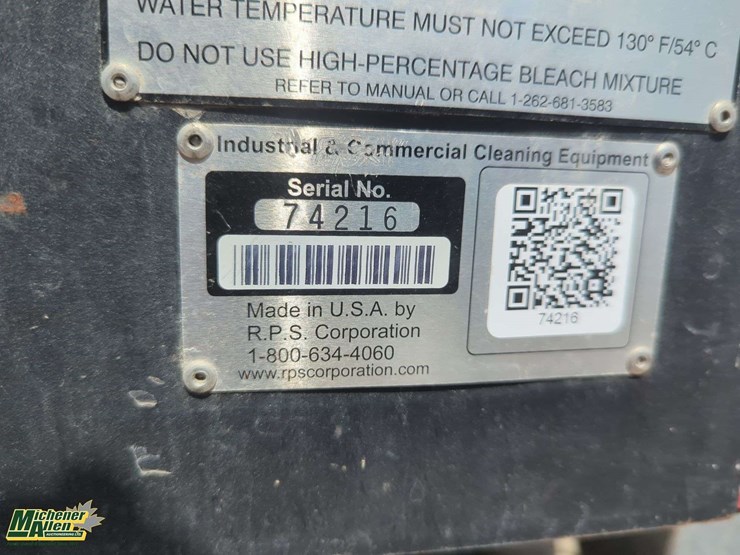 WATER TEMPERATURE MUST NOT EXCEED 130° F/54° C
DO NOT USE HIGH-PERCENTAGE BLEACH MIXTURE
REFER TO MANUAL OR CALL 1-262-681-3583
Industrial & Commercial Cleaning Equipment
Serial No.
74216
74216
Made in U.S.A. by
R.P.S. Corporation
1-800-634-4060
www.rpscorporation.com
Michener
Allen
AUCTIONEERING LTD.